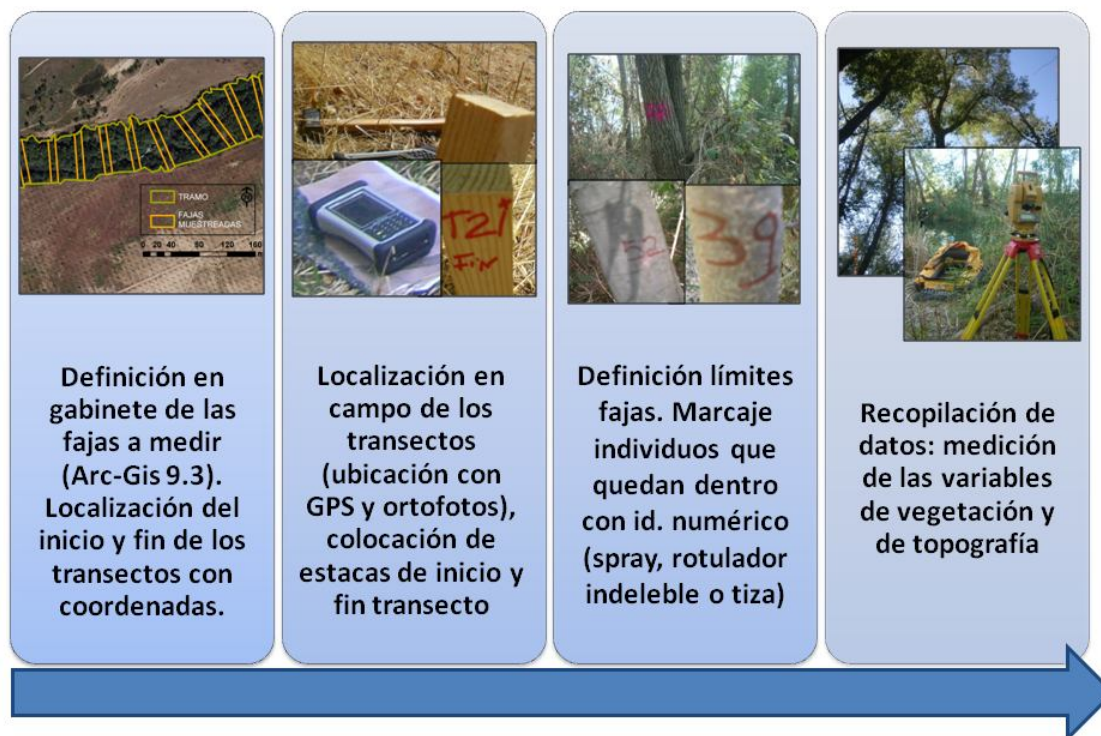 TRAMO
FAJAS
MUESTREADAS
0 20 40 80 120 160
T21
Fin
52
39
Definición en
gabinete de las
fajas a medir
(Arc-Gis 9.3).
Localización del
inicio y fin de los
transectos con
coordenadas.
Localización en
campo de los
transectos
(ubicación con
GPS y ortofotos),
colocación de
estacas de inicio y
fin transecto
Definición límites
fajas. Marcaje
individuos que
quedan dentro
con id. numérico
(spray, rotulador
indeleble o tiza)
Recopilación de
datos: medición
de las variables
de vegetación y
de topografía